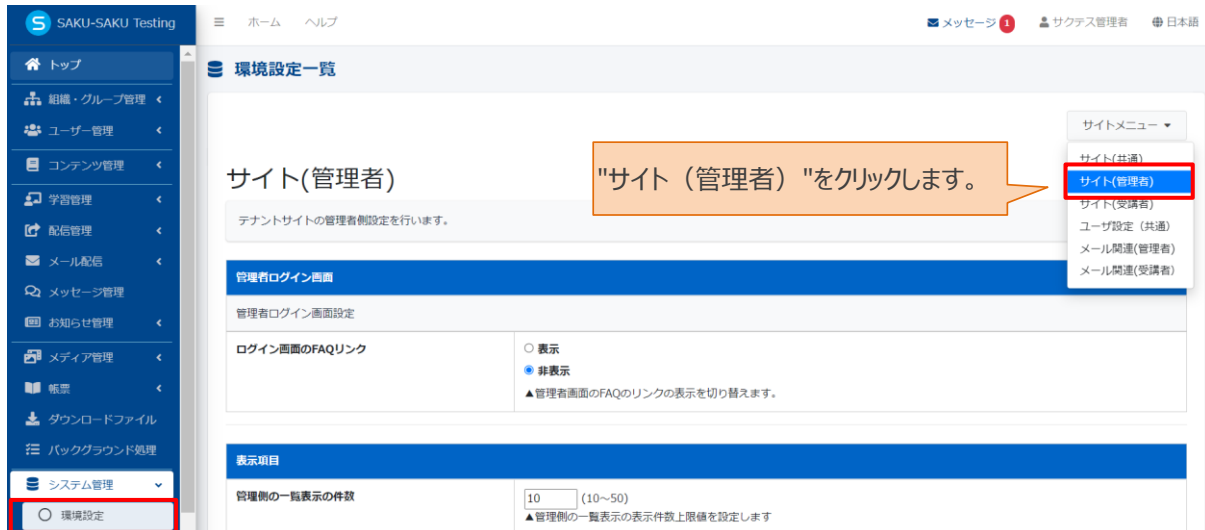 SAKU-SAKU Testing
ホーム ヘルプ
メッセージ 1 サクテス管理者 日本語
トップ
組織・グループ管理
ユーザー管理
コンテンツ管理
学習管理
配信管理
メール配信
メッセージ管理
お知らせ管理
メディア管理
帳票
ダウンロードファイル
バックグラウンド処理
システム管理
環境設定
環境設定一覧
サイトメニュー
サイト(共通)
サイト(管理者)
サイト(受講者)
ユーザ設定（共通）
メール関連(管理者)
メール関連(受講者)
"サイト（管理者）"をクリックします。
サイト(管理者)
テナントサイトの管理者側設定を行います。
管理者ログイン画面
管理者ログイン画面設定
ログイン画面のFAQリンク
表示
非表示
▲管理者画面のFAQのリンクの表示を切り替えます。
表示項目
管理側の一覧表示の件数
10 (10～50)
▲管理側の一覧表示の表示件数上限値を設定します